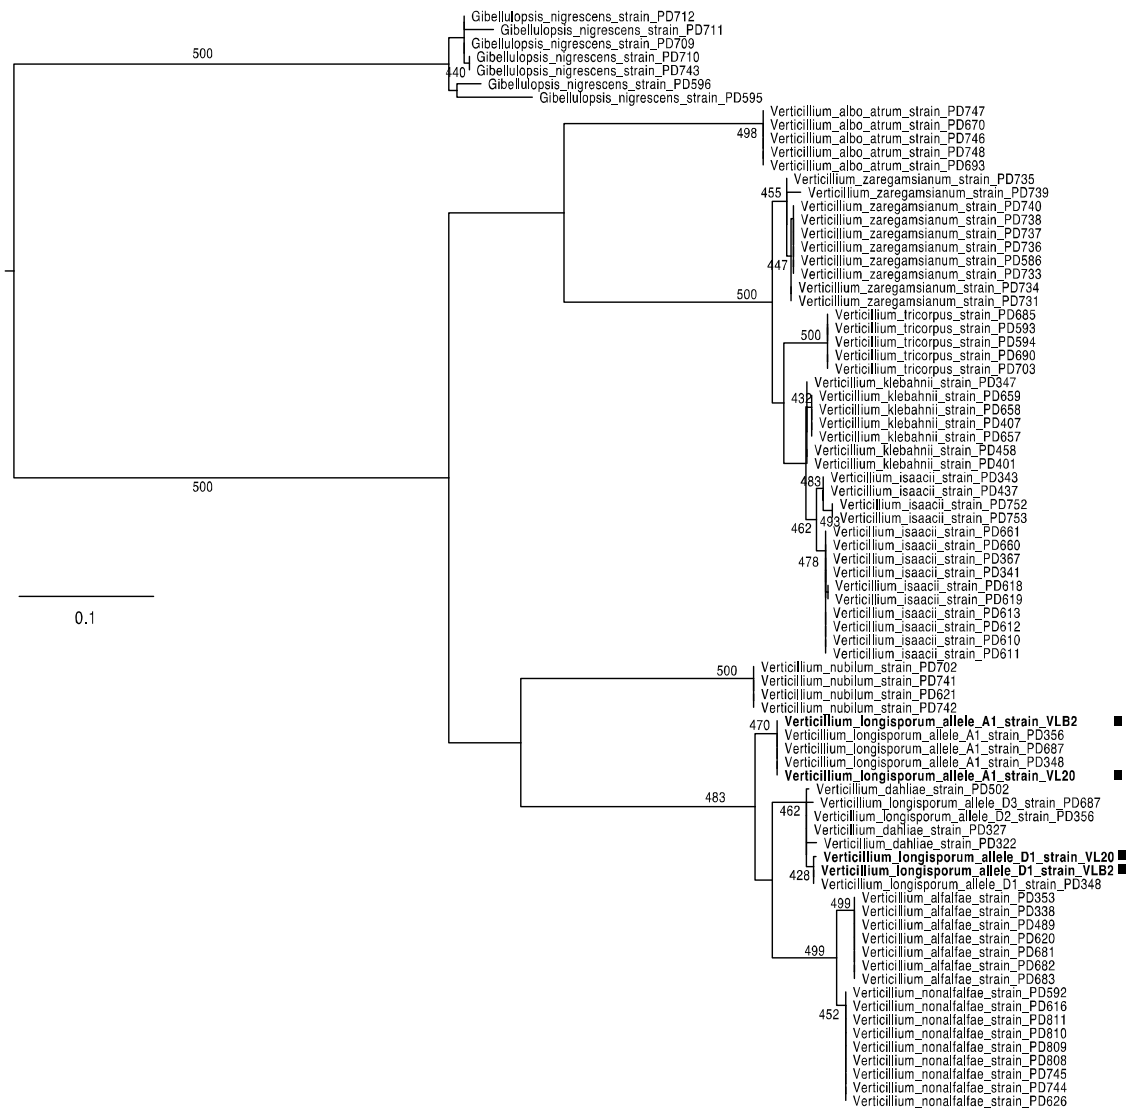 Gibellulopsis_nigrescens_strain_PD712
Gibellulopsis_nigrescens_strain_PD711
500
Gibellulopsis_nigrescens_strain_PD709
Gibellulopsis_nigrescens_strain_PD710
440
Gibellulopsis_nigrescens_strain_PD743
Gibellulopsis_nigrescens_strain_PD596
Gibellulopsis_nigrescens_strain_PD595
Verticillium_albo_atrum_strain_PD747
Verticillium_albo_atrum_strain_PD670
498
Verticillium_albo_atrum_strain_PD746
Verticillium_albo_atrum_strain_PD748
Verticillium_albo_atrum_strain_PD693
Verticillium_zaregamsianum_strain_PD735
455
Verticillium_zaregamsianum_strain_PD739
Verticillium_zaregamsianum_strain_PD740
Verticillium_zaregamsianum_strain_PD738
Verticillium_zaregamsianum_strain_PD737
Verticillium_zaregamsianum_strain_PD736
447
Verticillium_zaregamsianum_strain_PD586
Verticillium_zaregamsianum_strain_PD733
Verticillium_zaregamsianum_strain_PD734
500
Verticillium_zaregamsianum_strain_PD731
Verticillium_tricorpus_strain_PD685
Verticillium_tricorpus_strain_PD593
500
Verticillium_tricorpus_strain_PD594
Verticillium_tricorpus_strain_PD690
Verticillium_tricorpus_strain_PD703
Verticillium_klebahnii_strain_PD347
432
Verticillium_klebahnii_strain_PD659
Verticillium_klebahnii_strain_PD658
Verticillium_klebahnii_strain_PD407
Verticillium_klebahnii_strain_PD657
Verticillium_klebahnii_strain_PD458
Verticillium_klebahnii_strain_PD401
483
Verticillium_isaacii_strain_PD343
500
Verticillium_isaacii_strain_PD437
Verticillium_isaacii_strain_PD752
493
Verticillium_isaacii_strain_PD753
462
Verticillium_isaacii_strain_PD661
Verticillium_isaacii_strain_PD660
478
Verticillium_isaacii_strain_PD367
Verticillium_isaacii_strain_PD341
Verticillium_isaacii_strain_PD618
Verticillium_isaacii_strain_PD619
0.1
Verticillium_isaacii_strain_PD613
Verticillium_isaacii_strain_PD612
Verticillium_isaacii_strain_PD610
Verticillium_isaacii_strain_PD611
500
Verticillium_nubilum_strain_PD702
Verticillium_nubilum_strain_PD741
Verticillium_nubilum_strain_PD621
Verticillium_nubilum_strain_PD742
470
Verticillium_longisporum_allele_A1_strain_VLB2
Verticillium_longisporum_allele_A1_strain_PD356
Verticillium_longisporum_allele_A1_strain_PD687
Verticillium_longisporum_allele_A1_strain_PD348
Verticillium_longisporum_allele_A1_strain_VL20
483
Verticillium_dahliae_strain_PD502
462
Verticillium_longisporum_allele_D3_strain_PD687
Verticillium_longisporum_allele_D2_strain_PD356
Verticillium_dahliae_strain_PD327
Verticillium_dahliae_strain_PD322
Verticillium_longisporum_allele_D1_strain_VL20
428
Verticillium_longisporum_allele_D1_strain_VLB2
Verticillium_longisporum_allele_D1_strain_PD348
499
Verticillium_alfalfae_strain_PD353
Verticillium_alfalfae_strain_PD338
Verticillium_alfalfae_strain_PD489
499
Verticillium_alfalfae_strain_PD620
Verticillium_alfalfae_strain_PD681
Verticillium_alfalfae_strain_PD682
Verticillium_alfalfae_strain_PD683
Verticillium_nonalfalfae_strain_PD592
452
Verticillium_nonalfalfae_strain_PD616
Verticillium_nonalfalfae_strain_PD811
Verticillium_nonalfalfae_strain_PD810
Verticillium_nonalfalfae_strain_PD809
Verticillium_nonalfalfae_strain_PD808
Verticillium_nonalfalfae_strain_PD745
Verticillium_nonalfalfae_strain_PD744
Verticillium_nonalfalfae_strain_PD626